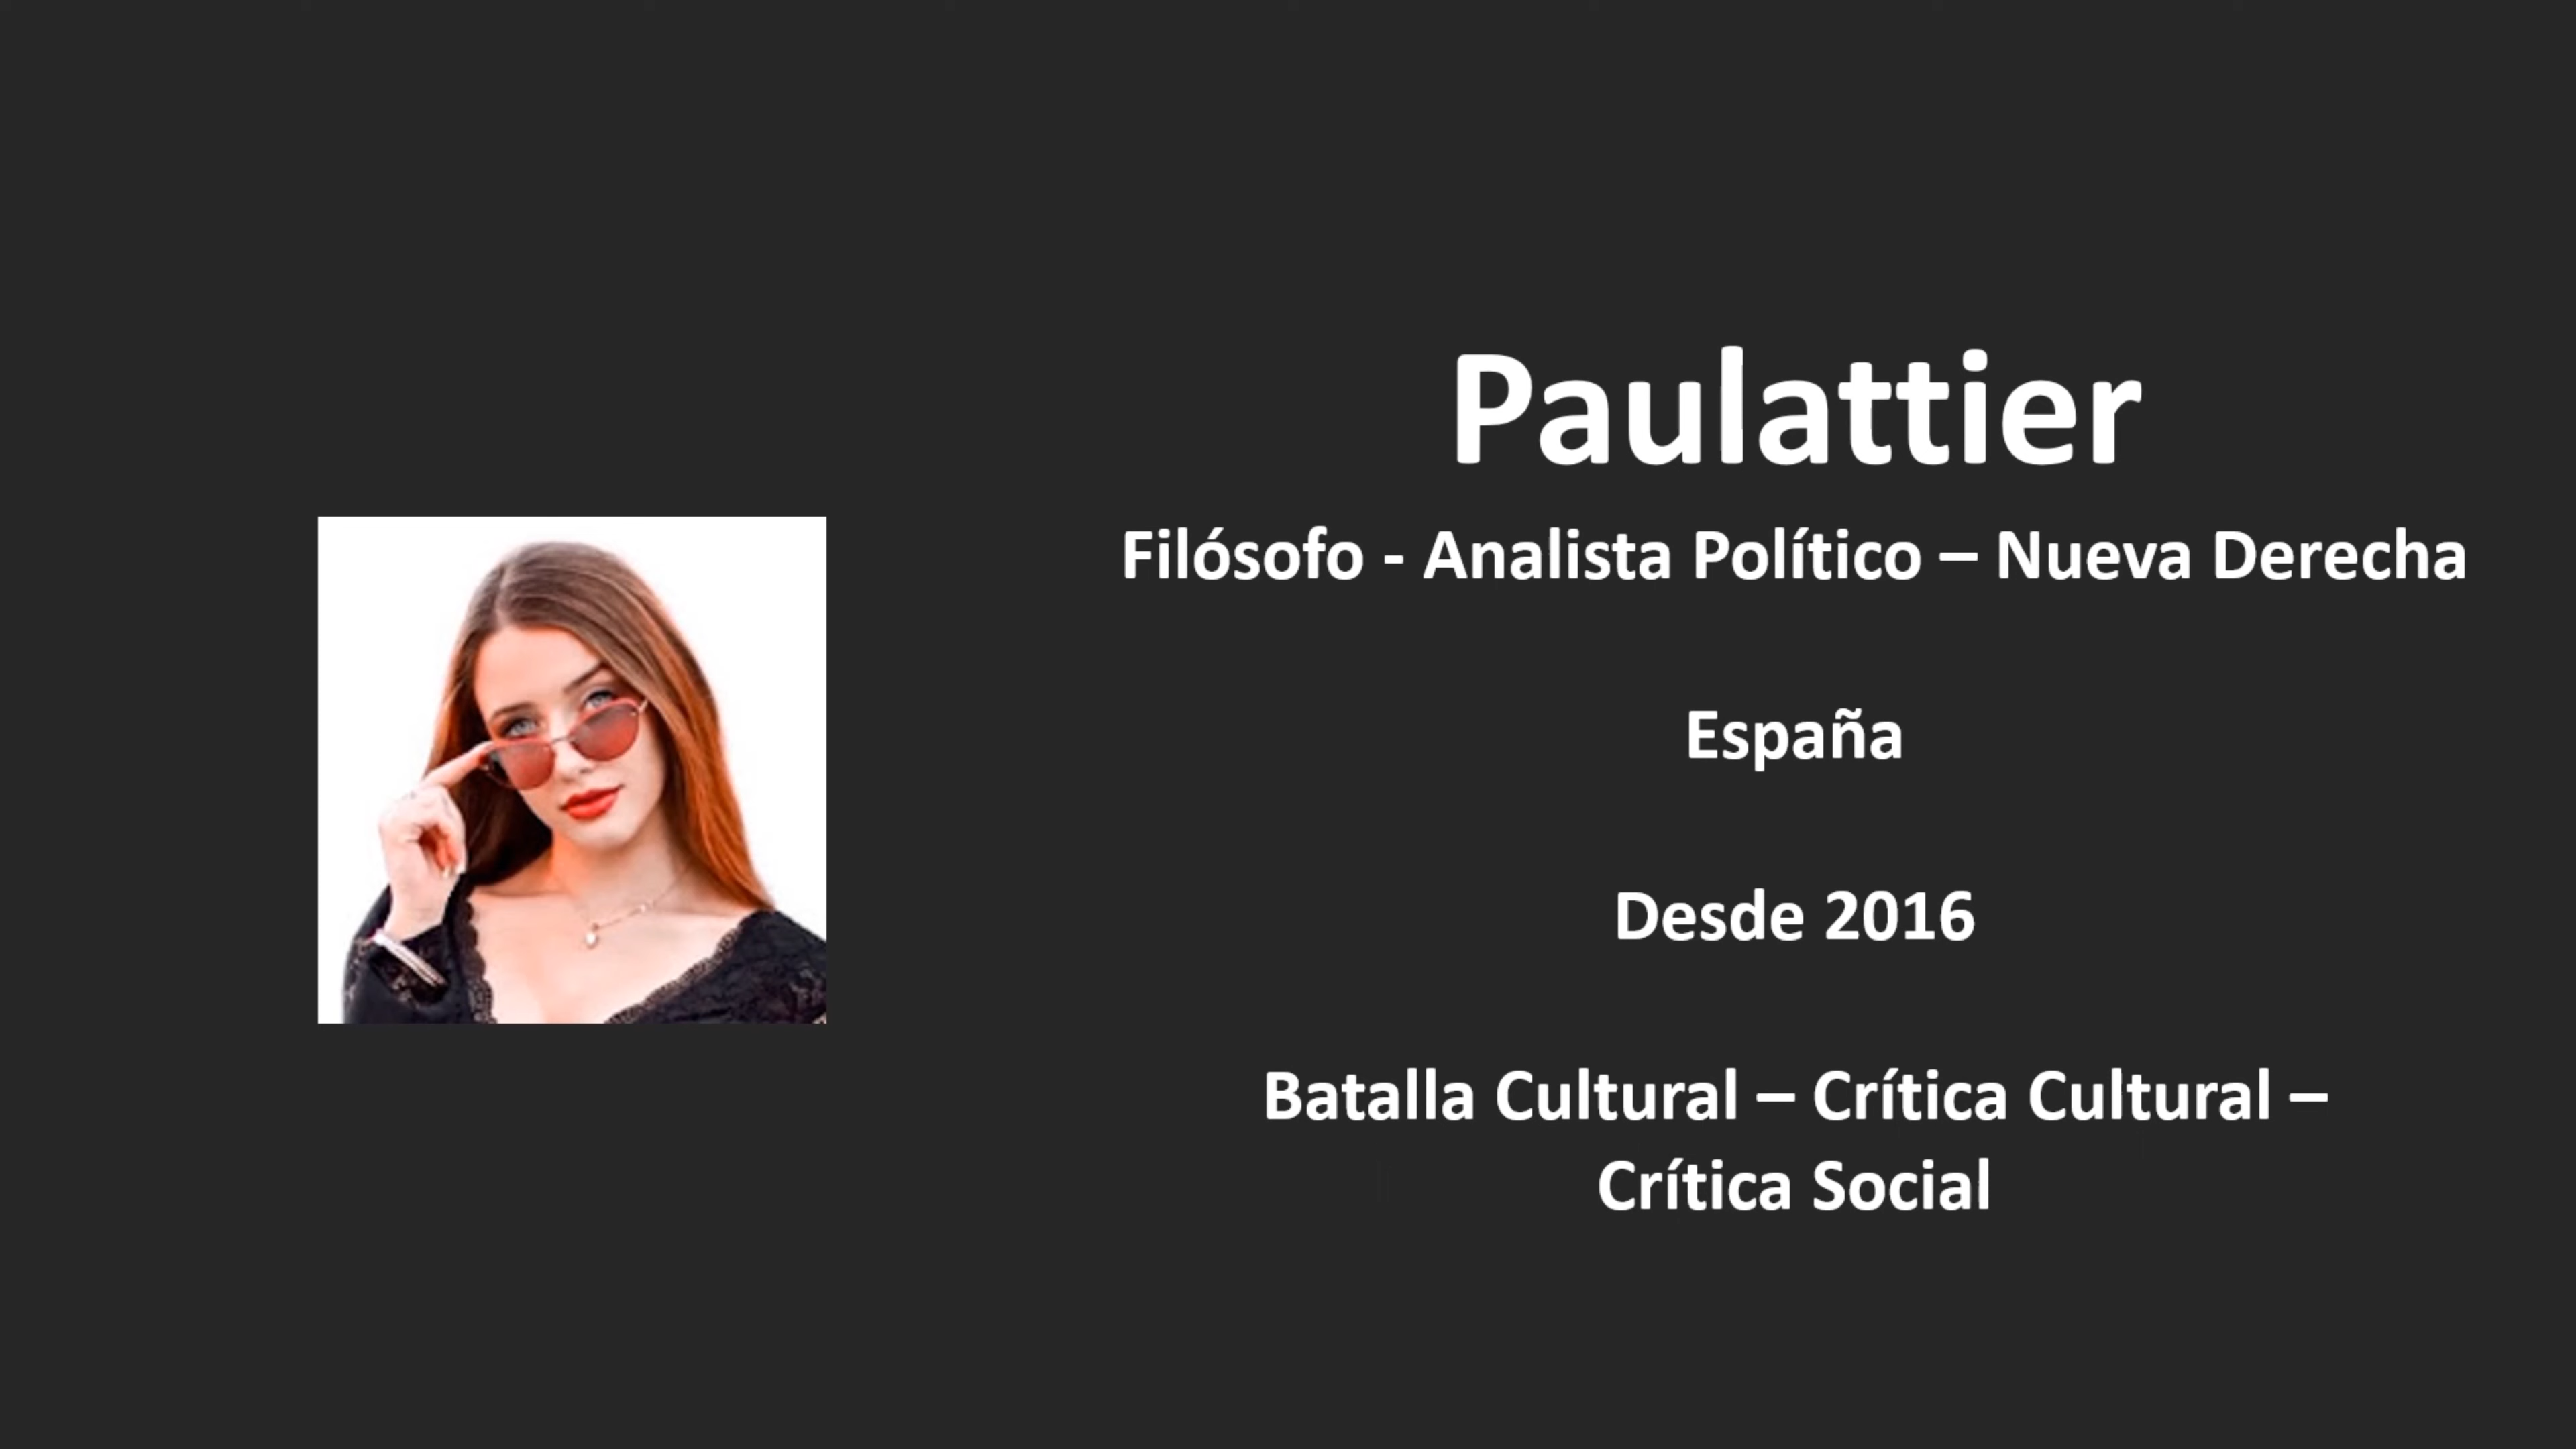 Paulattier
Filósofo - Analista Político – Nueva Derecha
España
Desde 2016
Batalla Cultural – Crítica Cultural –
Crítica Social